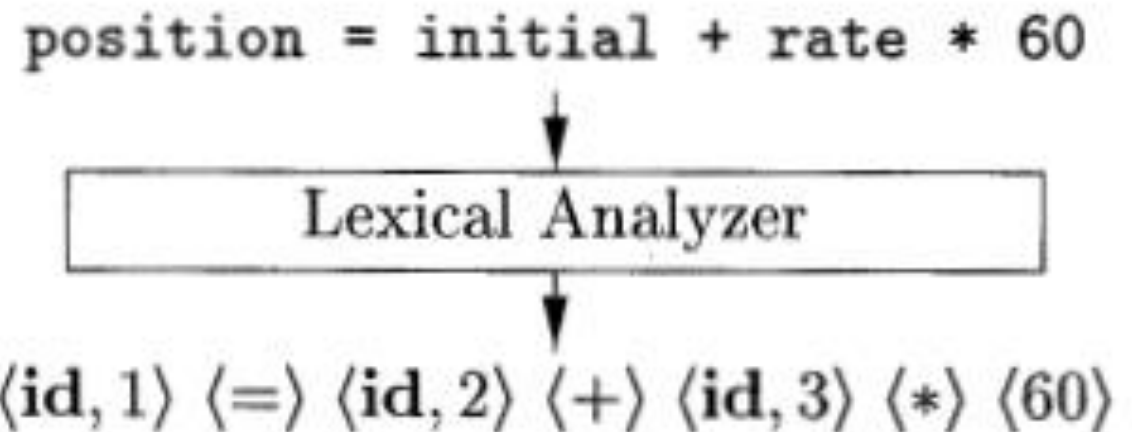 position = initial + rate * 60
Lexical Analyzer
⟨id, 1⟩ ⟨=⟩ ⟨id, 2⟩ ⟨+⟩ ⟨id, 3⟩ ⟨*⟩ ⟨60⟩